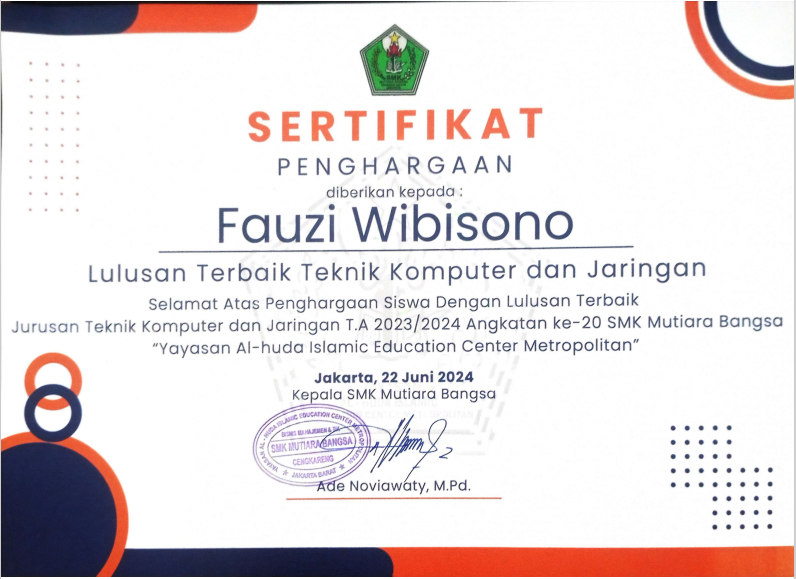 SMK
SERTIFIKAT
PENGHARGAAN
diberikan kepada :
Fauzi Wibisono
Lulusan Terbaik Teknik Komputer dan Jaringan
Selamat Atas Penghargaan Siswa Dengan Lulusan Terbaik
Jurusan Teknik Komputer dan Jaringan T.A 2023/2024 Angkatan ke-20 SMK Mutiara Bangsa
“Yayasan Al-huda Islamic Education Center Metropolitan”
Jakarta, 22 Juni 2024
Kepala SMK Mutiara Bangsa
YAYASAN AL-HUDA ISLAMIC EDUCATION CENTER METROPOLITAN
BISNIS MANAJEMEN &
SMK MUTIARA BANGSA
CENGKARENG
★ JAKARTA BARAT ★
Ade Noviawaty, M.Pd.